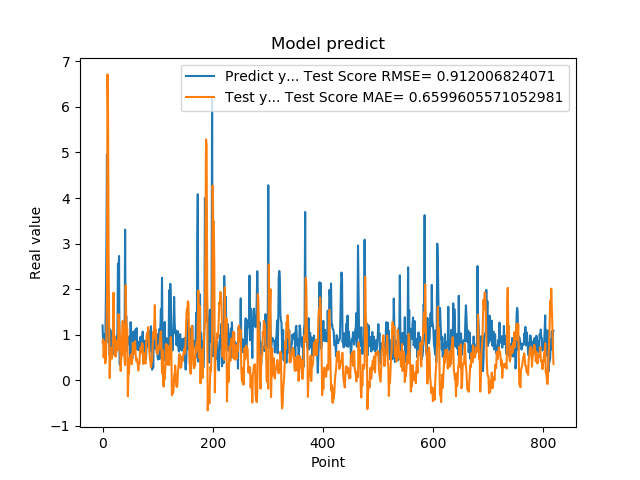 Model predict
Predict y... Test Score RMSE= 0.912006824071
Test y... Test Score MAE= 0.6599605571052981
7
6
5
4
3
2
1
0
−1
Real value
0 200 400 600 800
Point